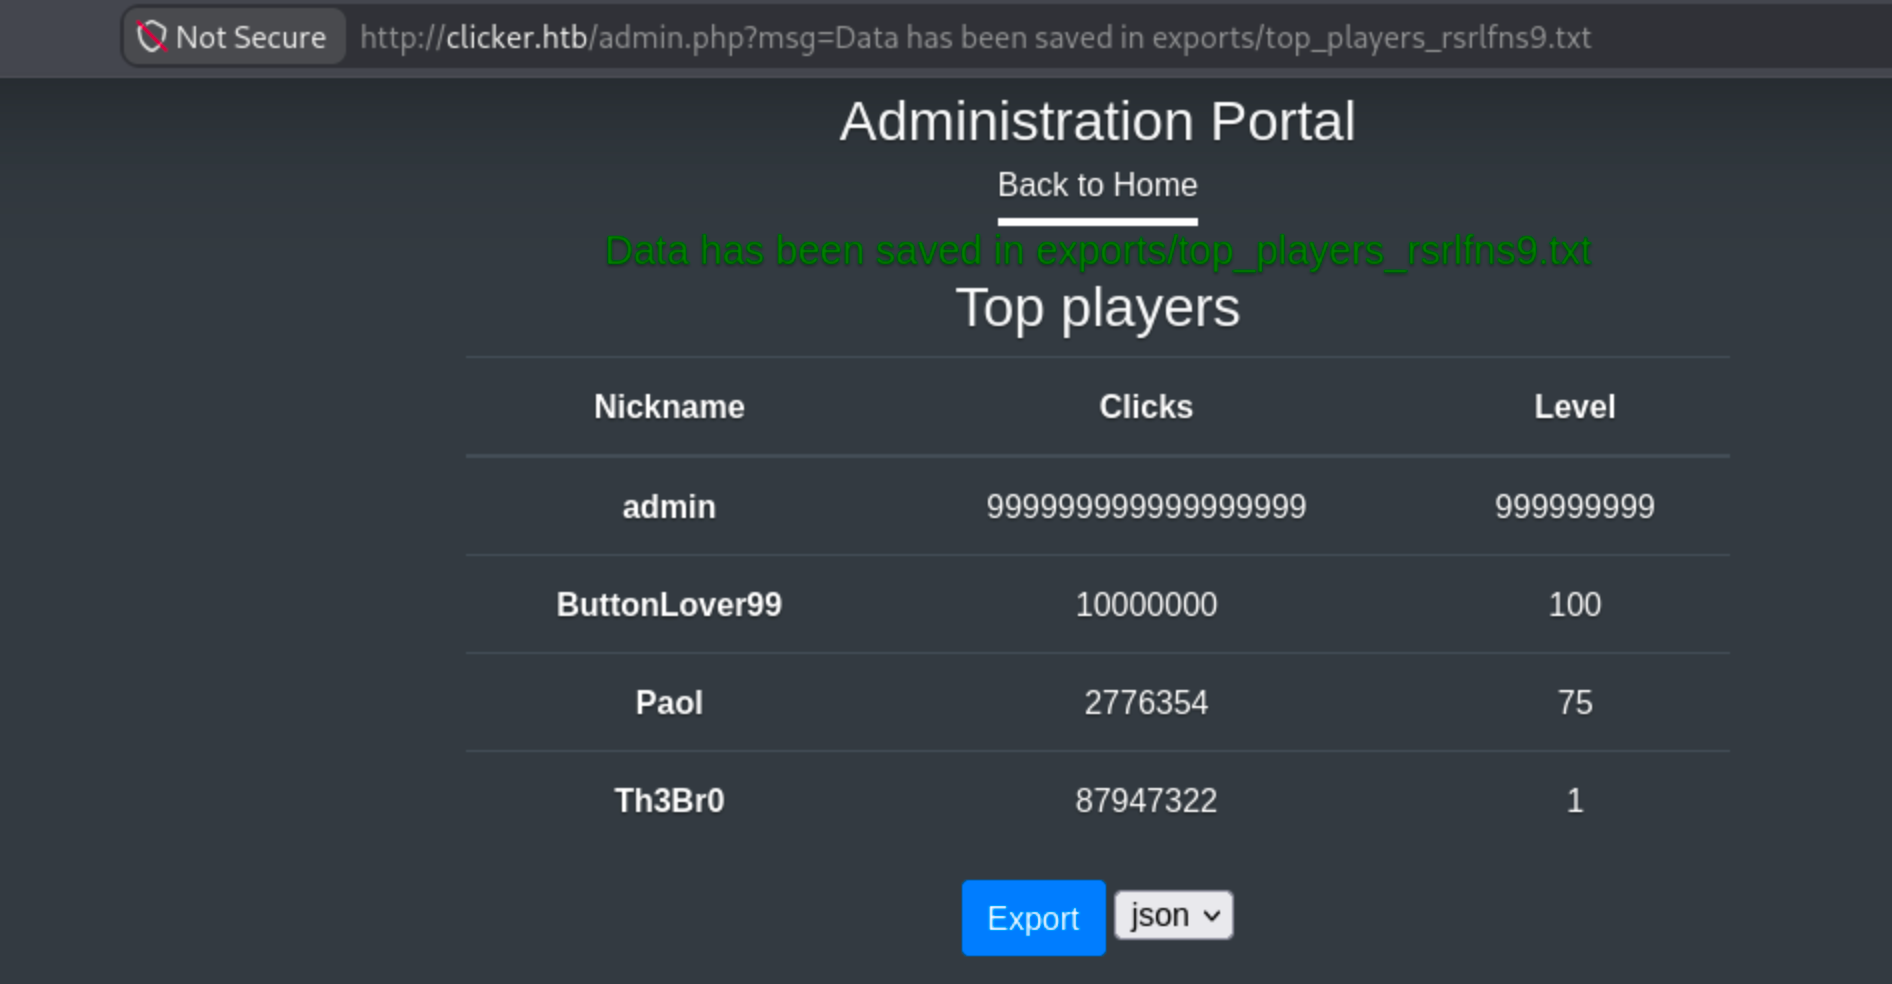 Not Secure http://clicker.htb/admin.php?msg=Data has been saved in exports/top_players_rsrlfns9.txt
Administration Portal
Back to Home
Data has been saved in exports/top_players_rsrlfns9.txt
Top players
Nickname Clicks Level
admin 999999999999999999 999999999
ButtonLover99 10000000 100
Paol 2776354 75
Th3Br0 87947322 1
Export json